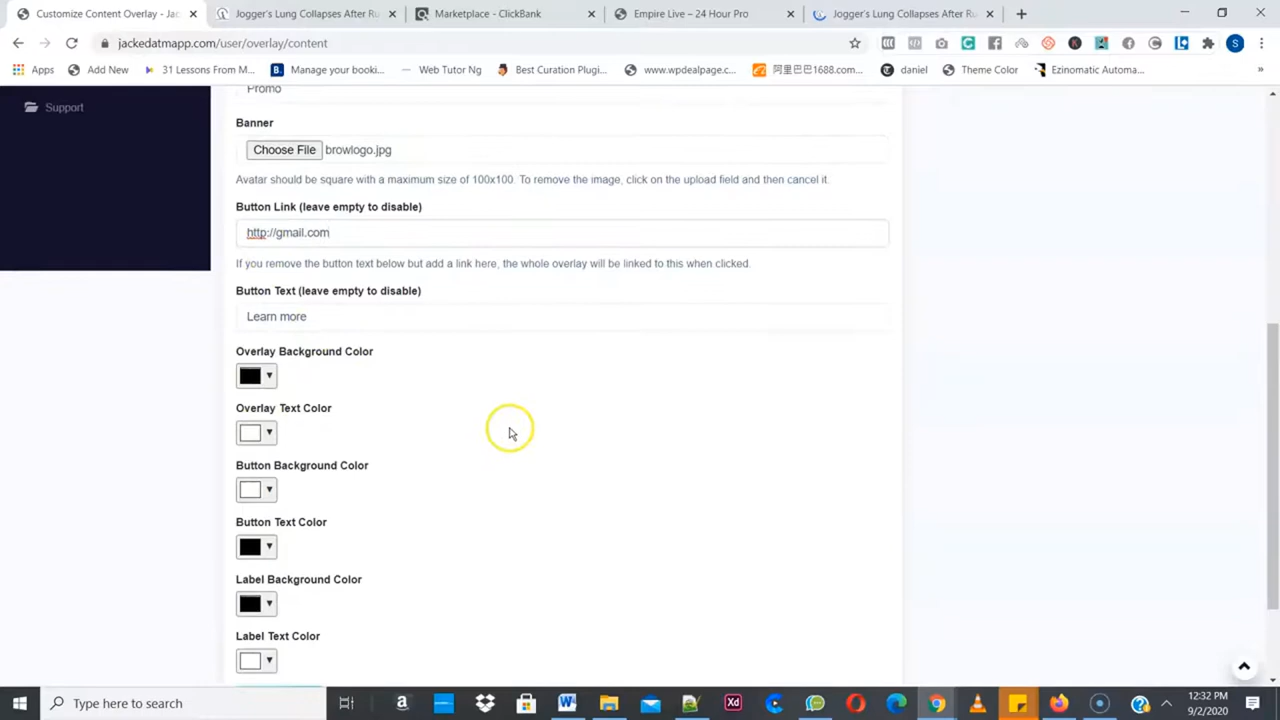 Customize Content Overlay - Jac
Jogger's Lung Collapses After Ru
Marketplace - ClickBank
Empire Live – 24 Hour Pro
Jogger's Lung Collapses After Ru
jackedatmapp.com/user/overlay/content
Apps
Add New
31 Lessons From M...
Manage your booki...
Web Tutor Ng
Best Curation Plugi...
www.wpdealpage.c...
阿里巴巴1688.com...
daniel
Theme Color
Ezinomatic Automa...
»
Support
Promo
Banner
Choose File browlogo.jpg
Avatar should be square with a maximum size of 100x100. To remove the image, click on the upload field and then cancel it.
Button Link (leave empty to disable)
http://gmail.com
If you remove the button text below but add a link here, the whole overlay will be linked to this when clicked.
Button Text (leave empty to disable)
Learn more
Overlay Background Color
Overlay Text Color
Button Background Color
Button Text Color
Label Background Color
Label Text Color
Type here to search
12:32 PM
9/2/2020